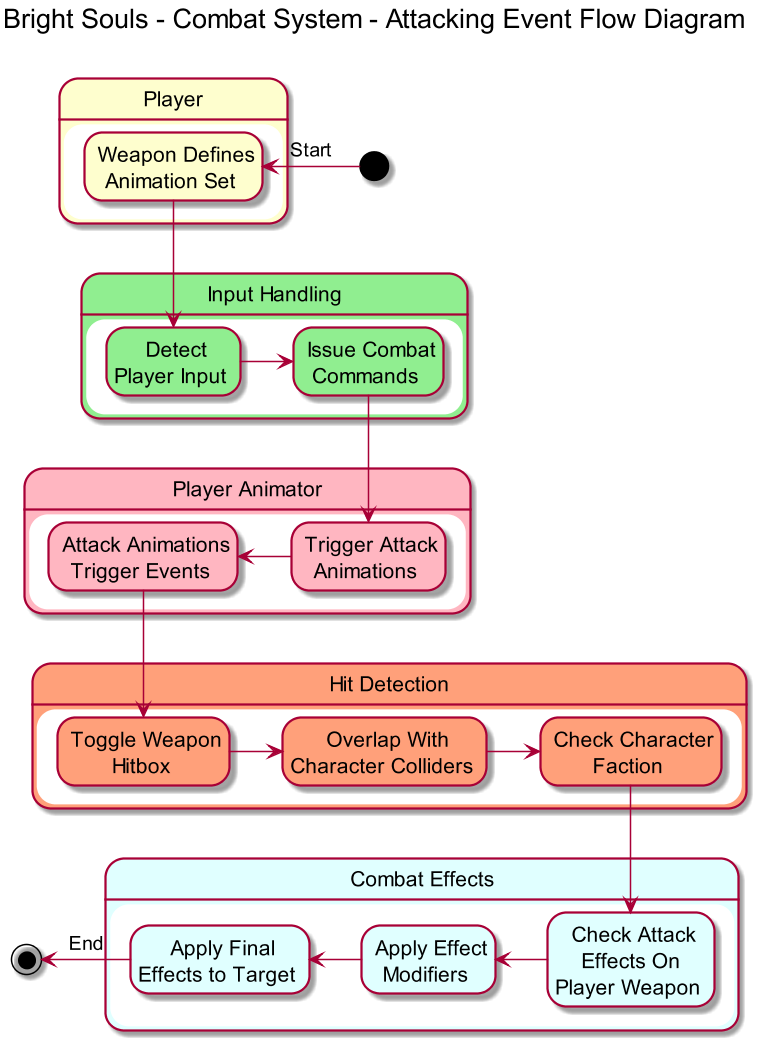 Bright Souls - Combat System - Attacking Event Flow Diagram
Player
Weapon Defines
Animation Set
Start
Input Handling
Detect
Player Input
Issue Combat
Commands
Player Animator
Attack Animations
Trigger Events
Trigger Attack
Animations
Hit Detection
Toggle Weapon
Hitbox
Overlap With
Character Colliders
Check Character
Faction
Combat Effects
End
Apply Final
Effects to Target
Apply Effect
Modifiers
Check Attack
Effects On
Player Weapon